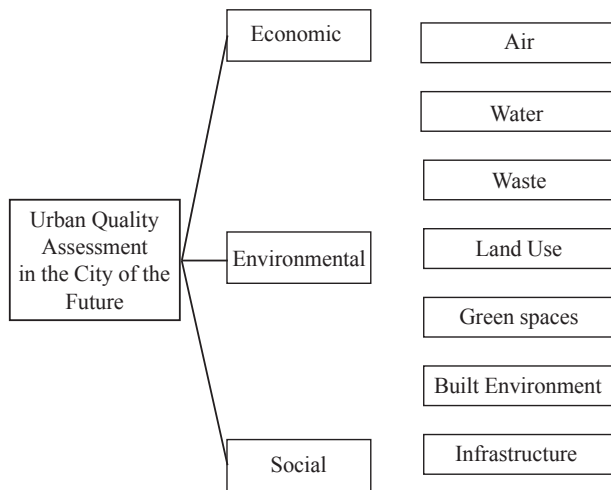 Urban Quality
Assessment
in the City of the
Future
Economic
Environmental
Social
Air
Water
Waste
Land Use
Green spaces
Built Environment
Infrastructure